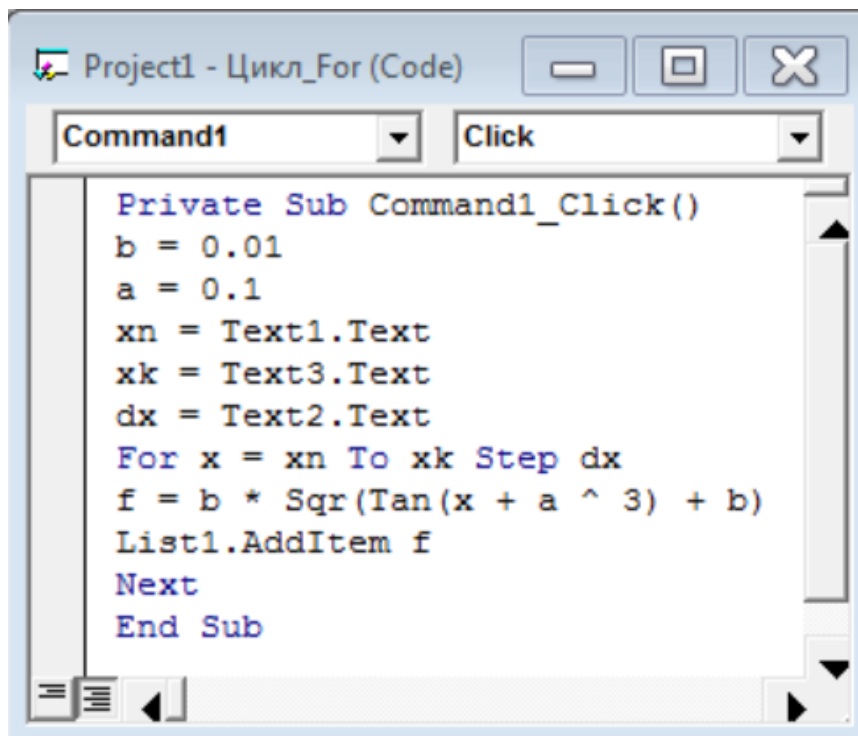 Project1 - Цикл_For (Code)
Command1 Click
Private Sub Command1_Click()
b = 0.01
a = 0.1
xn = Text1.Text
xk = Text3.Text
dx = Text2.Text
For x = xn To xk Step dx
f = b * Sqr(Tan(x + a ^ 3) + b)
List1.AddItem f
Next
End Sub